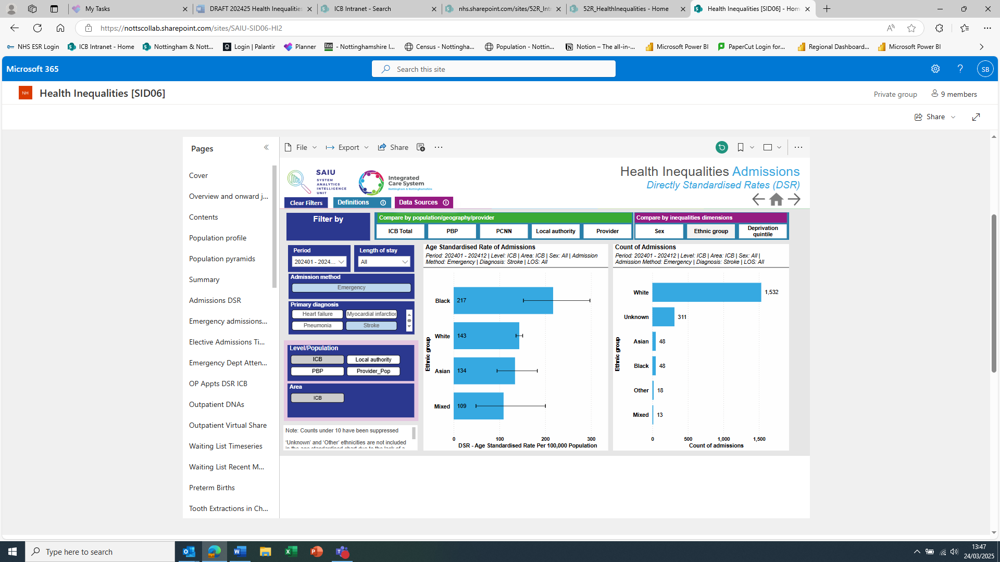 My Tasks
DRAFT 202425 Health Inequalities
ICB Intranet - Search
nhs.sharepoint.com/sites/52R_Int
52R_HealthInequalities - Home
Health Inequalities [SID06] - Hom
https://nottscollab.sharepoint.com/sites/SAIU-SID06-HI2
NHS ESR Login
ICB Intranet - Home
Nottingham & Nott...
Login | Palantir
Planner
- Nottinghamshire I...
Census - Nottingha...
Population - Nottin...
Notion – The all-in-...
Microsoft Power BI
PaperCut Login for...
Regional Dashboard...
Microsoft Power BI
Microsoft 365
Search this site
SB
NH
Health Inequalities [SID06]
Private group
9 members
Share
Pages
File
Export
Share
Cover
Overview and onward j...
Contents
Population profile
Population pyramids
Summary
Admissions DSR
Emergency admissions...
Elective Admissions Ti...
Emergency Dept Atten...
OP Appts DSR ICB
Outpatient DNAs
Outpatient Virtual Share
Waiting List Timeseries
Waiting List Recent M...
Preterm Births
Tooth Extractions in Ch...
SAIU
SYSTEM
ANALYTICS
INTELLIGENCE
UNIT
Integrated
Care System
Nottingham & Nottinghamshire
Health Inequalities Admissions
Directly Standardised Rates (DSR)
Clear Filters
Definitions
Data Sources
Filter by
Compare by population/geography/provider
ICB Total
PBP
PCNN
Local authority
Provider
Compare by inequalities dimensions
Sex
Ethnic group
Deprivation
quintile
Period
202401 - 2024...
Length of stay
All
Admission method
Emergency
Primary diagnosis
Heart failure
Myocardial infarction
Pneumonia
Stroke
Level/Population
ICB
Local authority
PBP
Provider_Pop
Area
ICB
Note: Counts under 10 have been suppressed
'Unknown' and 'Other' ethnicities are not included
in the age standardised chart due to the lack of a
Age Standardised Rate of Admissions
Period: 202401 - 202412 | Level: ICB | Area: ICB | Sex: All | Admission
Method: Emergency | Diagnosis: Stroke | LOS: All
Ethnic group
Black
217
White
143
Asian
134
Mixed
109
0
100
200
300
DSR - Age Standardised Rate Per 100,000 Population
Count of Admissions
Period: 202401 - 202412 | Level: ICB | Area: ICB | Sex: All |
Admission Method: Emergency | Diagnosis: Stroke | LOS: All
Ethnic group
White
1,532
Unknown
311
Asian
48
Black
48
Other
18
Mixed
13
0
500
1,000
1,500
Count of admissions
Type here to search
13:47
24/03/2025